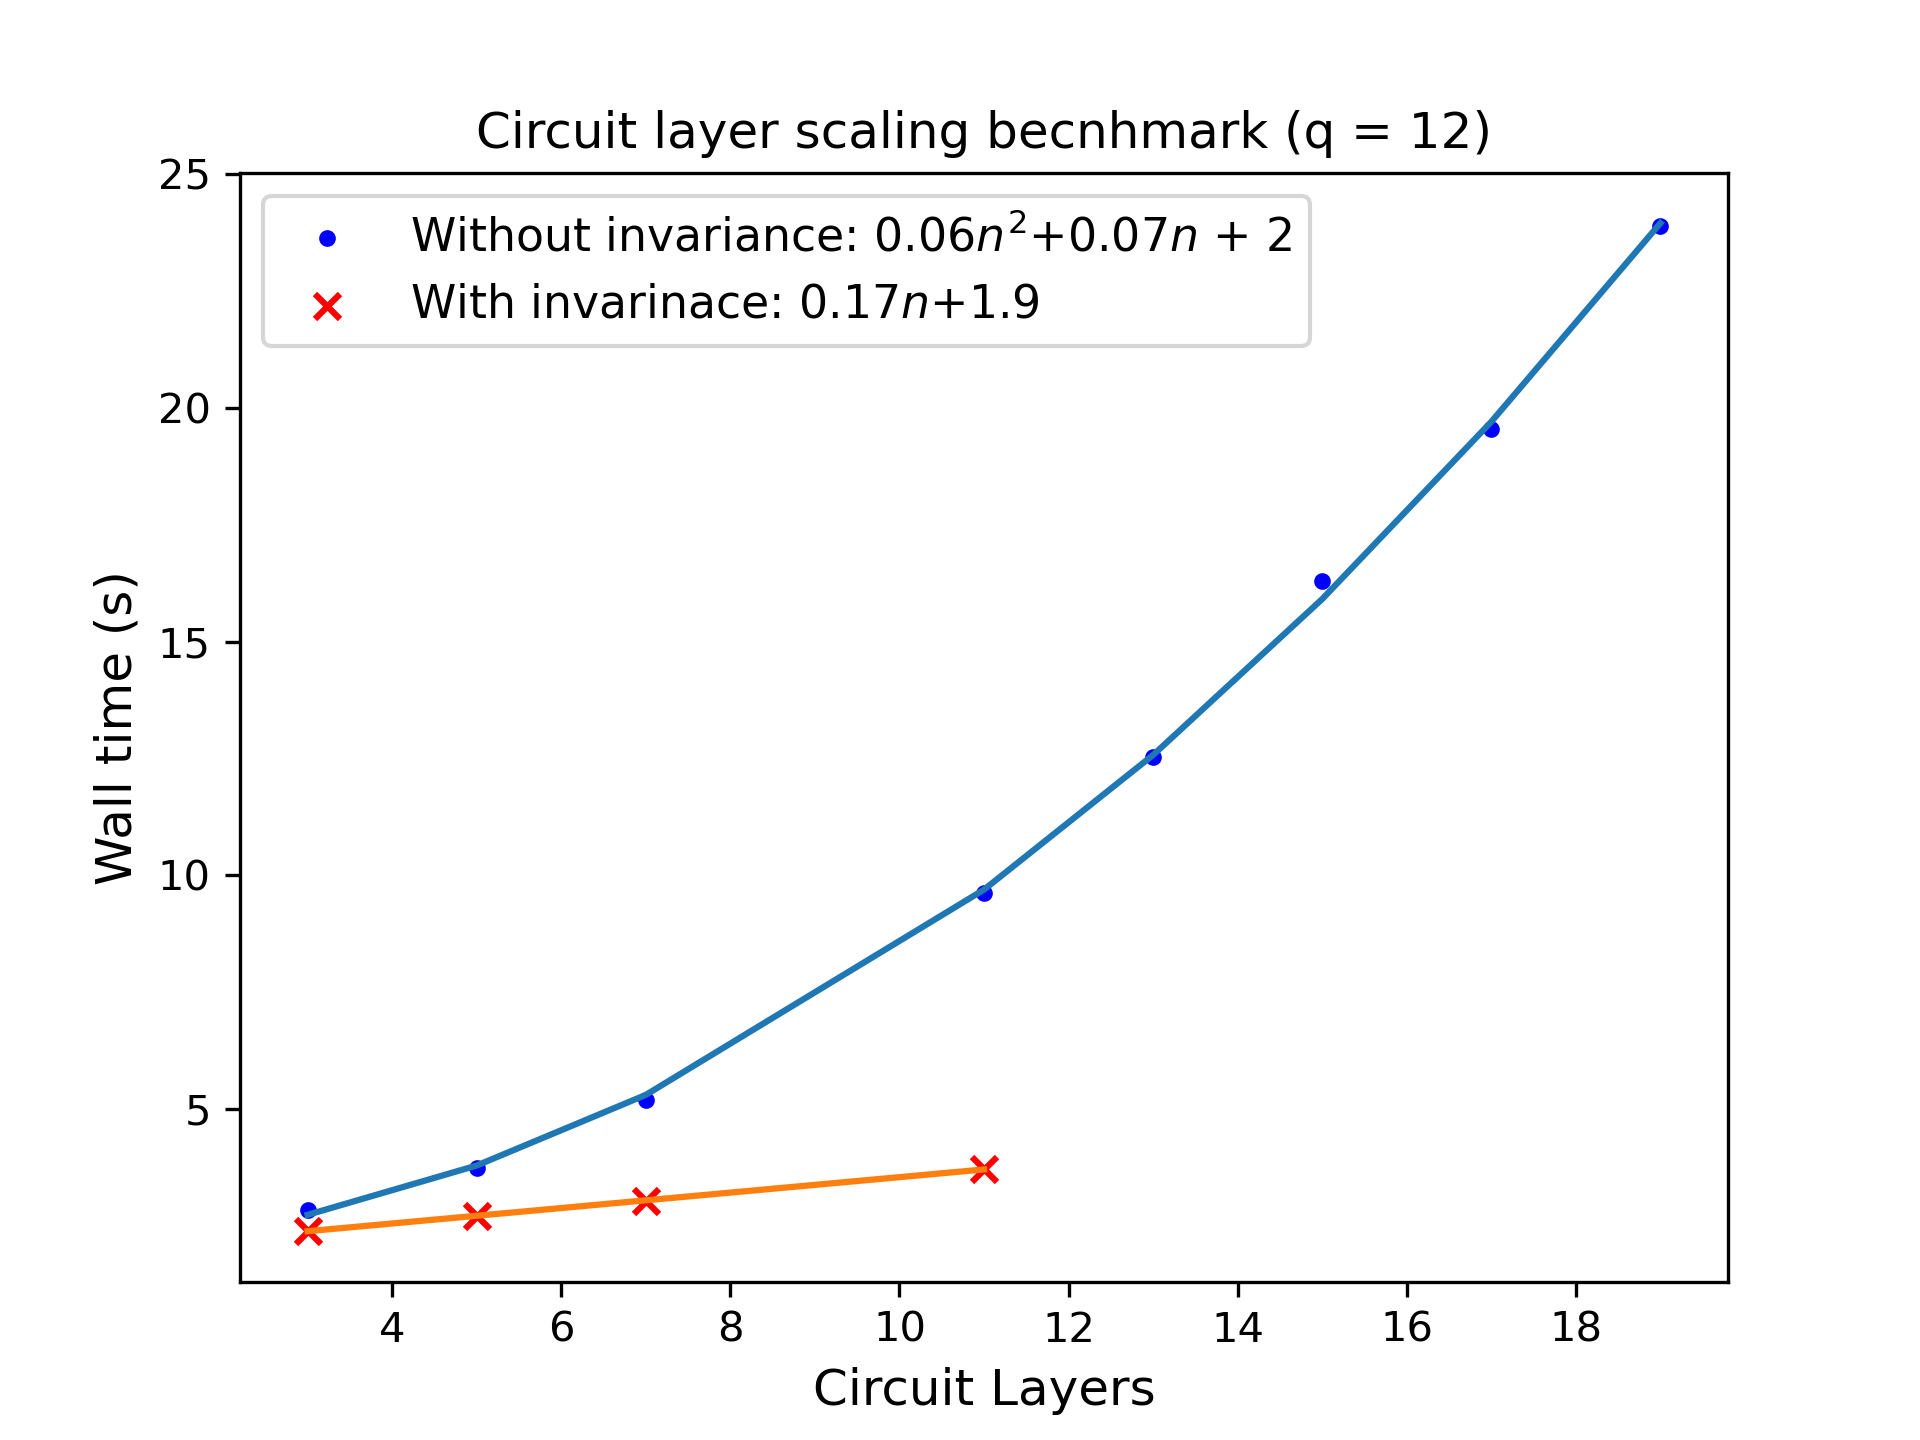 Circuit layer scaling becnhmark (q = 12)
Without invariance: 0.06n²+0.07n + 2
With invarinace: 0.17n+1.9
25
20
15
10
5
Wall time (s)
4 6 8 10 12 14 16 18
Circuit Layers